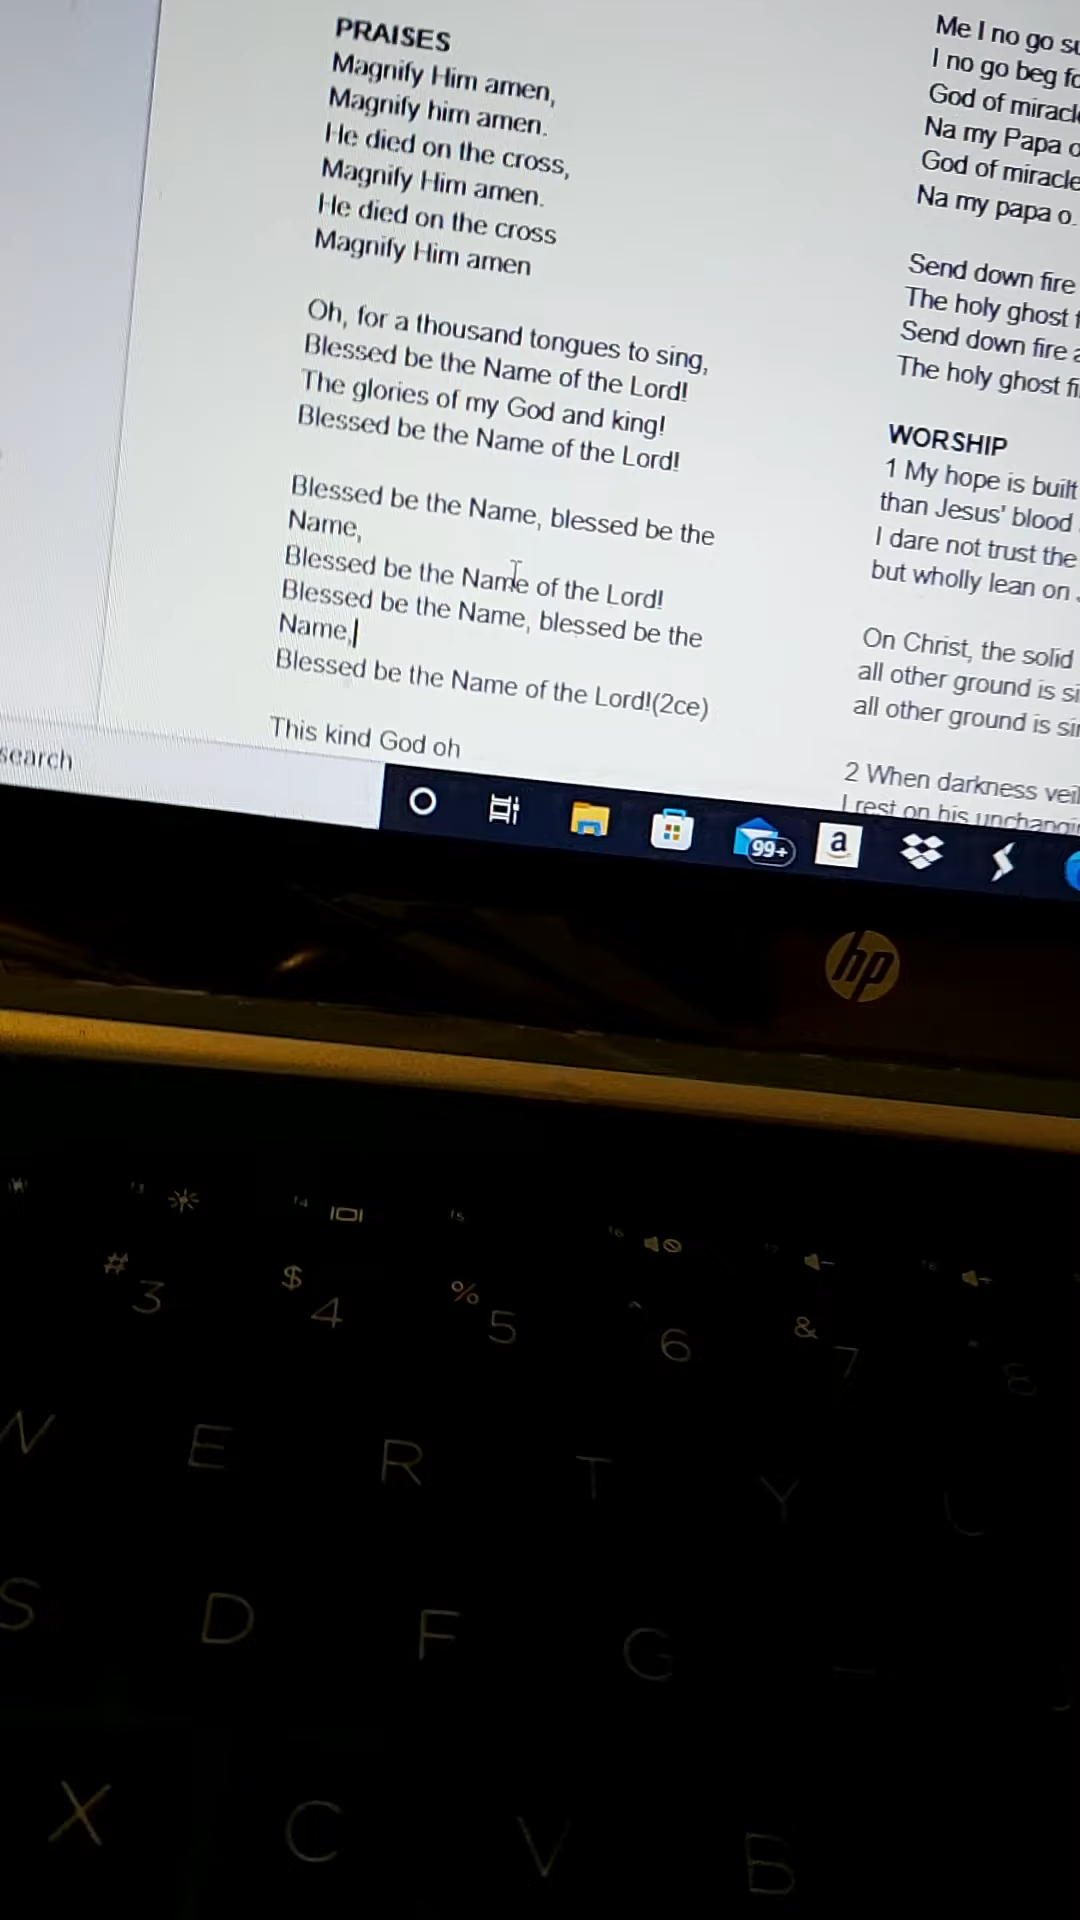 PRAISES
Magnify Him amen,
Magnify him amen.
He died on the cross,
Magnify Him amen.
He died on the cross
Magnify Him amen
Oh, for a thousand tongues to sing,
Blessed be the Name of the Lord!
The glories of my God and king!
Blessed be the Name of the Lord!
Blessed be the Name, blessed be the
Name,
Blessed be the Name of the Lord!
Blessed be the Name, blessed be the
Name,
Blessed be the Name of the Lord!(2ce)
This kind God oh
Me I no go
I no go beg
God of
Na my Papa o
God of miracle
Na my papa o.
Send down fire
The holy ghost
Send down fire
The holy ghost
WORSHIP
1 My hope is built
than Jesus' blood
I dare not trust the
but wholly lean on
On Christ, the solid
all other ground is
all other ground is
2 When darkness
I rest on his
search
99+
a
hp
# 3
$ 4
% 5
^ 6
& 7
* 8
W E R T Y U
S D F G
X C V B